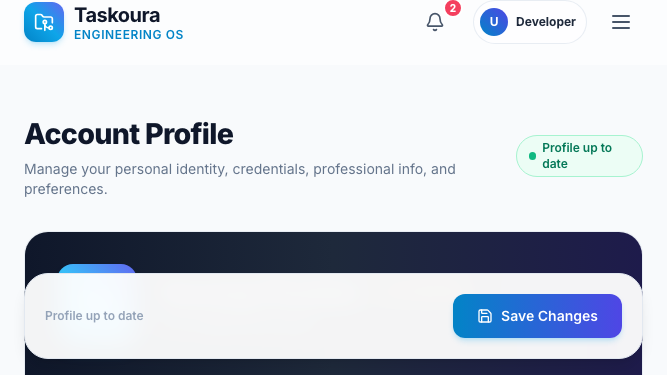 Taskoura
ENGINEERING OS
2
U
Developer
Account Profile
Manage your personal identity, credentials, professional info, and
preferences.
Profile up to
date
Profile up to date
Save Changes